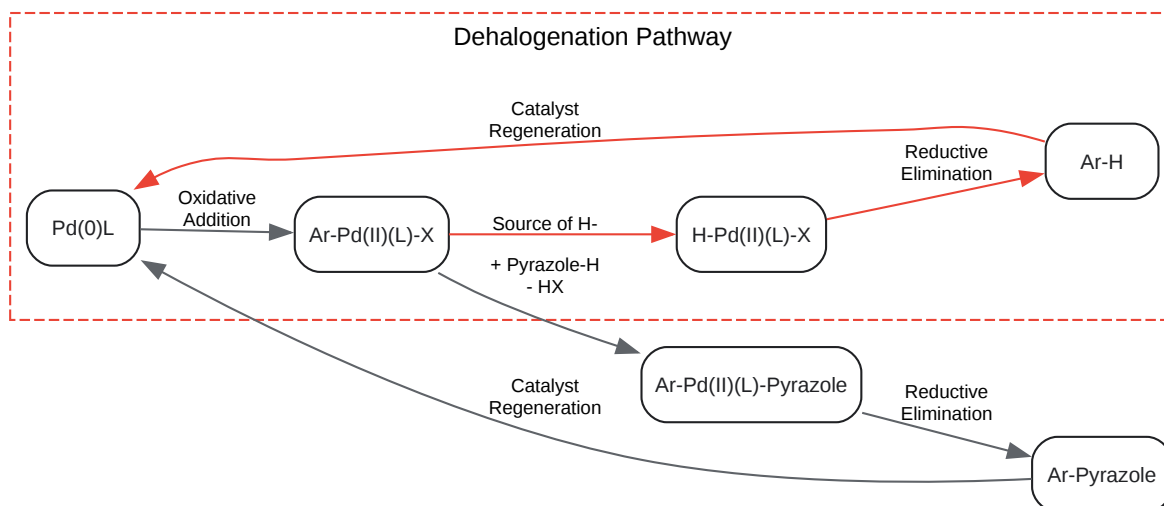 Dehalogenation Pathway
Catalyst
Regeneration
Reductive
Elimination
Ar-H
Oxidative
Addition
Pd(0)L
Ar-Pd(II)(L)-X
Source of H-
H-Pd(II)(L)-X
+ Pyrazole-H
- HX
Ar-Pd(II)(L)-Pyrazole
Catalyst
Regeneration
Reductive
Elimination
Ar-Pyrazole